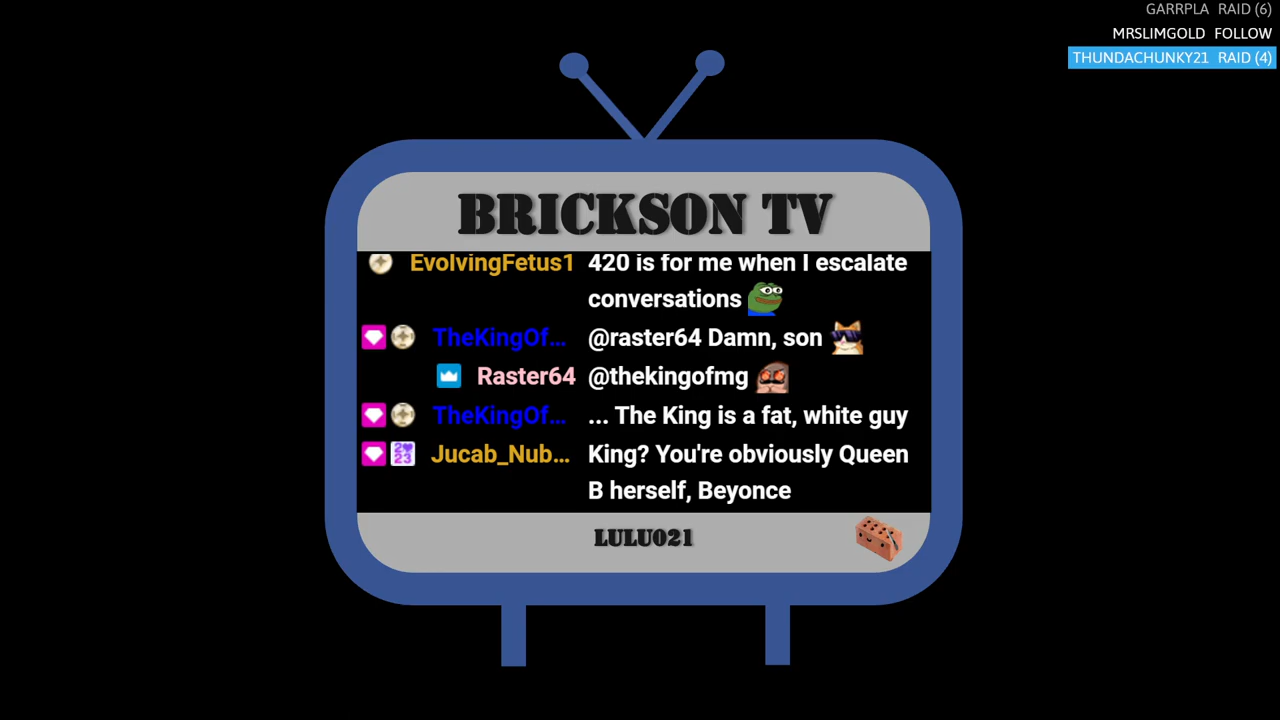 GARRPLA RAID (6)
MRSLIMGOLD FOLLOW
THUNDACHUNKY21 RAID (4)
BRICKSON TV
EvolvingFetus1 420 is for me when I escalate
conversations
TheKingOf... @raster64 Damn, son
Raster64 @thekingofmg
TheKingOf... ... The King is a fat, white guy
2023
Jucab_Nub... King? You're obviously Queen
B herself, Beyonce
LULU021